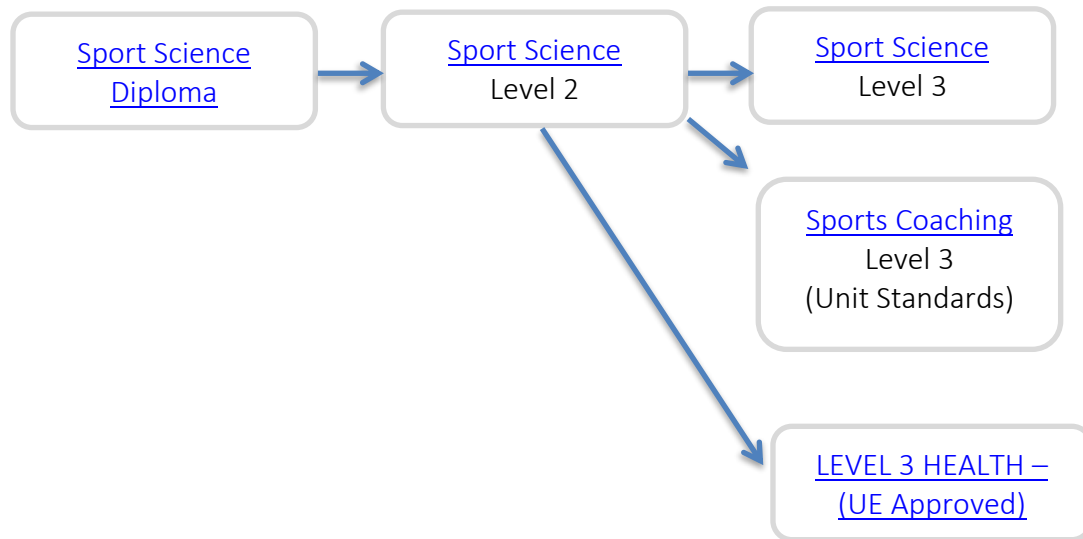 Sport Science
Diploma
Sport Science
Level 2
Sport Science
Level 3
Sports Coaching
Level 3
(Unit Standards)
LEVEL 3 HEALTH –
(UE Approved)